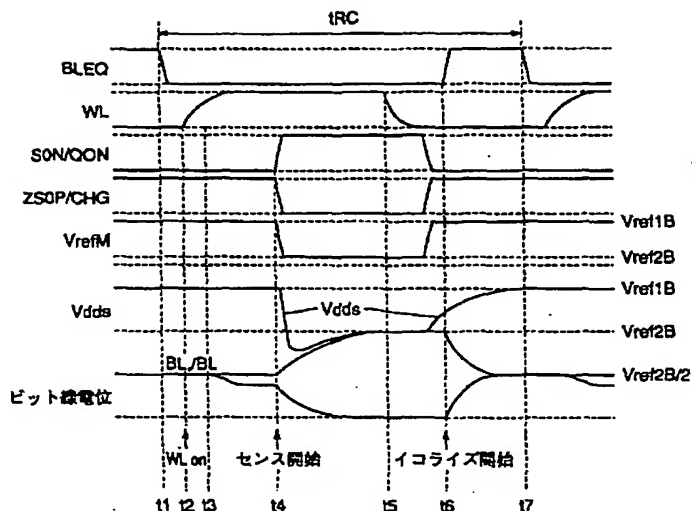 tRC
BLEQ
WL
S0N/QON
ZS0P/CHG
VrefM
Vref1B
Vref2B
Vdds
Vdds
Vref1B
Vref2B
BL,/BL
Vref2B/2
ビット線電位
WL on
センス開始
イコライズ開始
t1 t2 t3 t4 t5 t6 t7